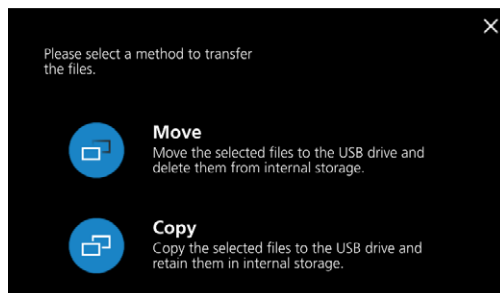 Please select a method to transfer
the files.
Move
Move the selected files to the USB drive and
delete them from internal storage.
Copy
Copy the selected files to the USB drive and
retain them in internal storage.